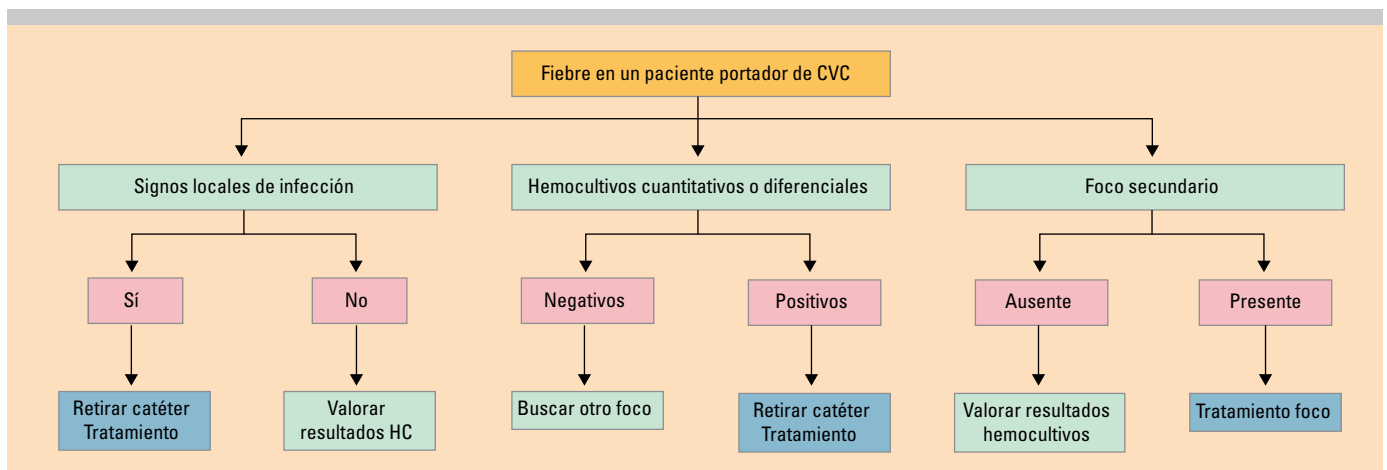 Fiebre en un paciente portador de CVC
Signos locales de infección
Hemocultivos cuantitativos o diferenciales
Foco secundario
Sí
No
Negativos
Positivos
Ausente
Presente
Retirar catéter
Tratamiento
Valorar
resultados HC
Buscar otro foco
Retirar catéter
Tratamiento
Valorar resultados
hemocultivos
Tratamiento foco